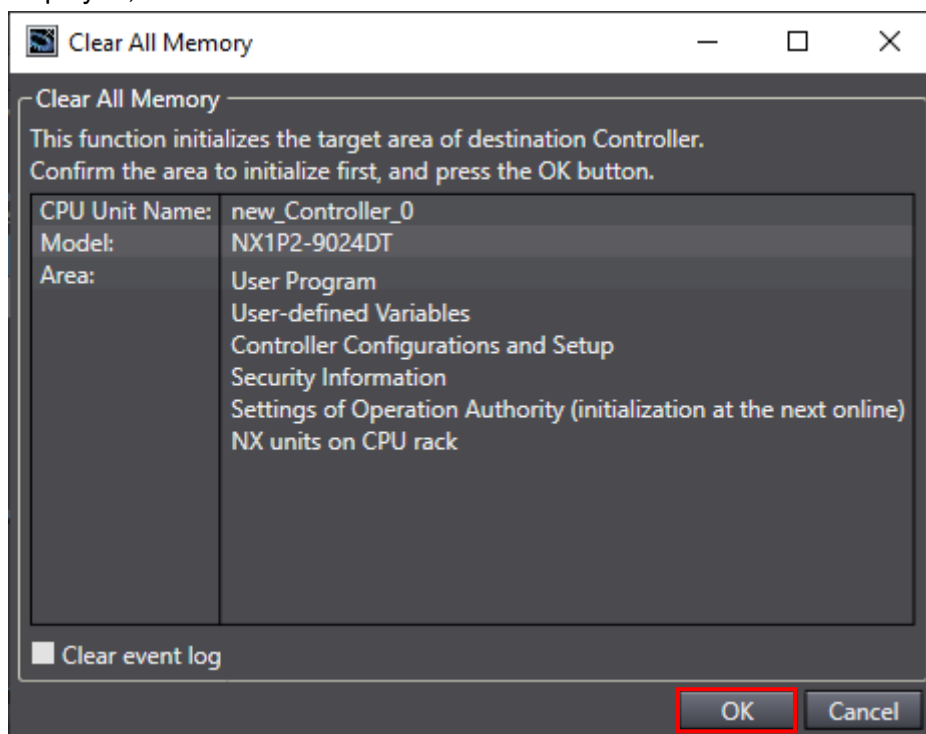 Clear All Memory
Clear All Memory
This function initializes the target area of destination Controller.
Confirm the area to initialize first, and press the OK button.
CPU Unit Name: new_Controller_0
Model: NX1P2-9024DT
Area: User Program
User-defined Variables
Controller Configurations and Setup
Security Information
Settings of Operation Authority (initialization at the next online)
NX units on CPU rack
Clear event log
OK Cancel